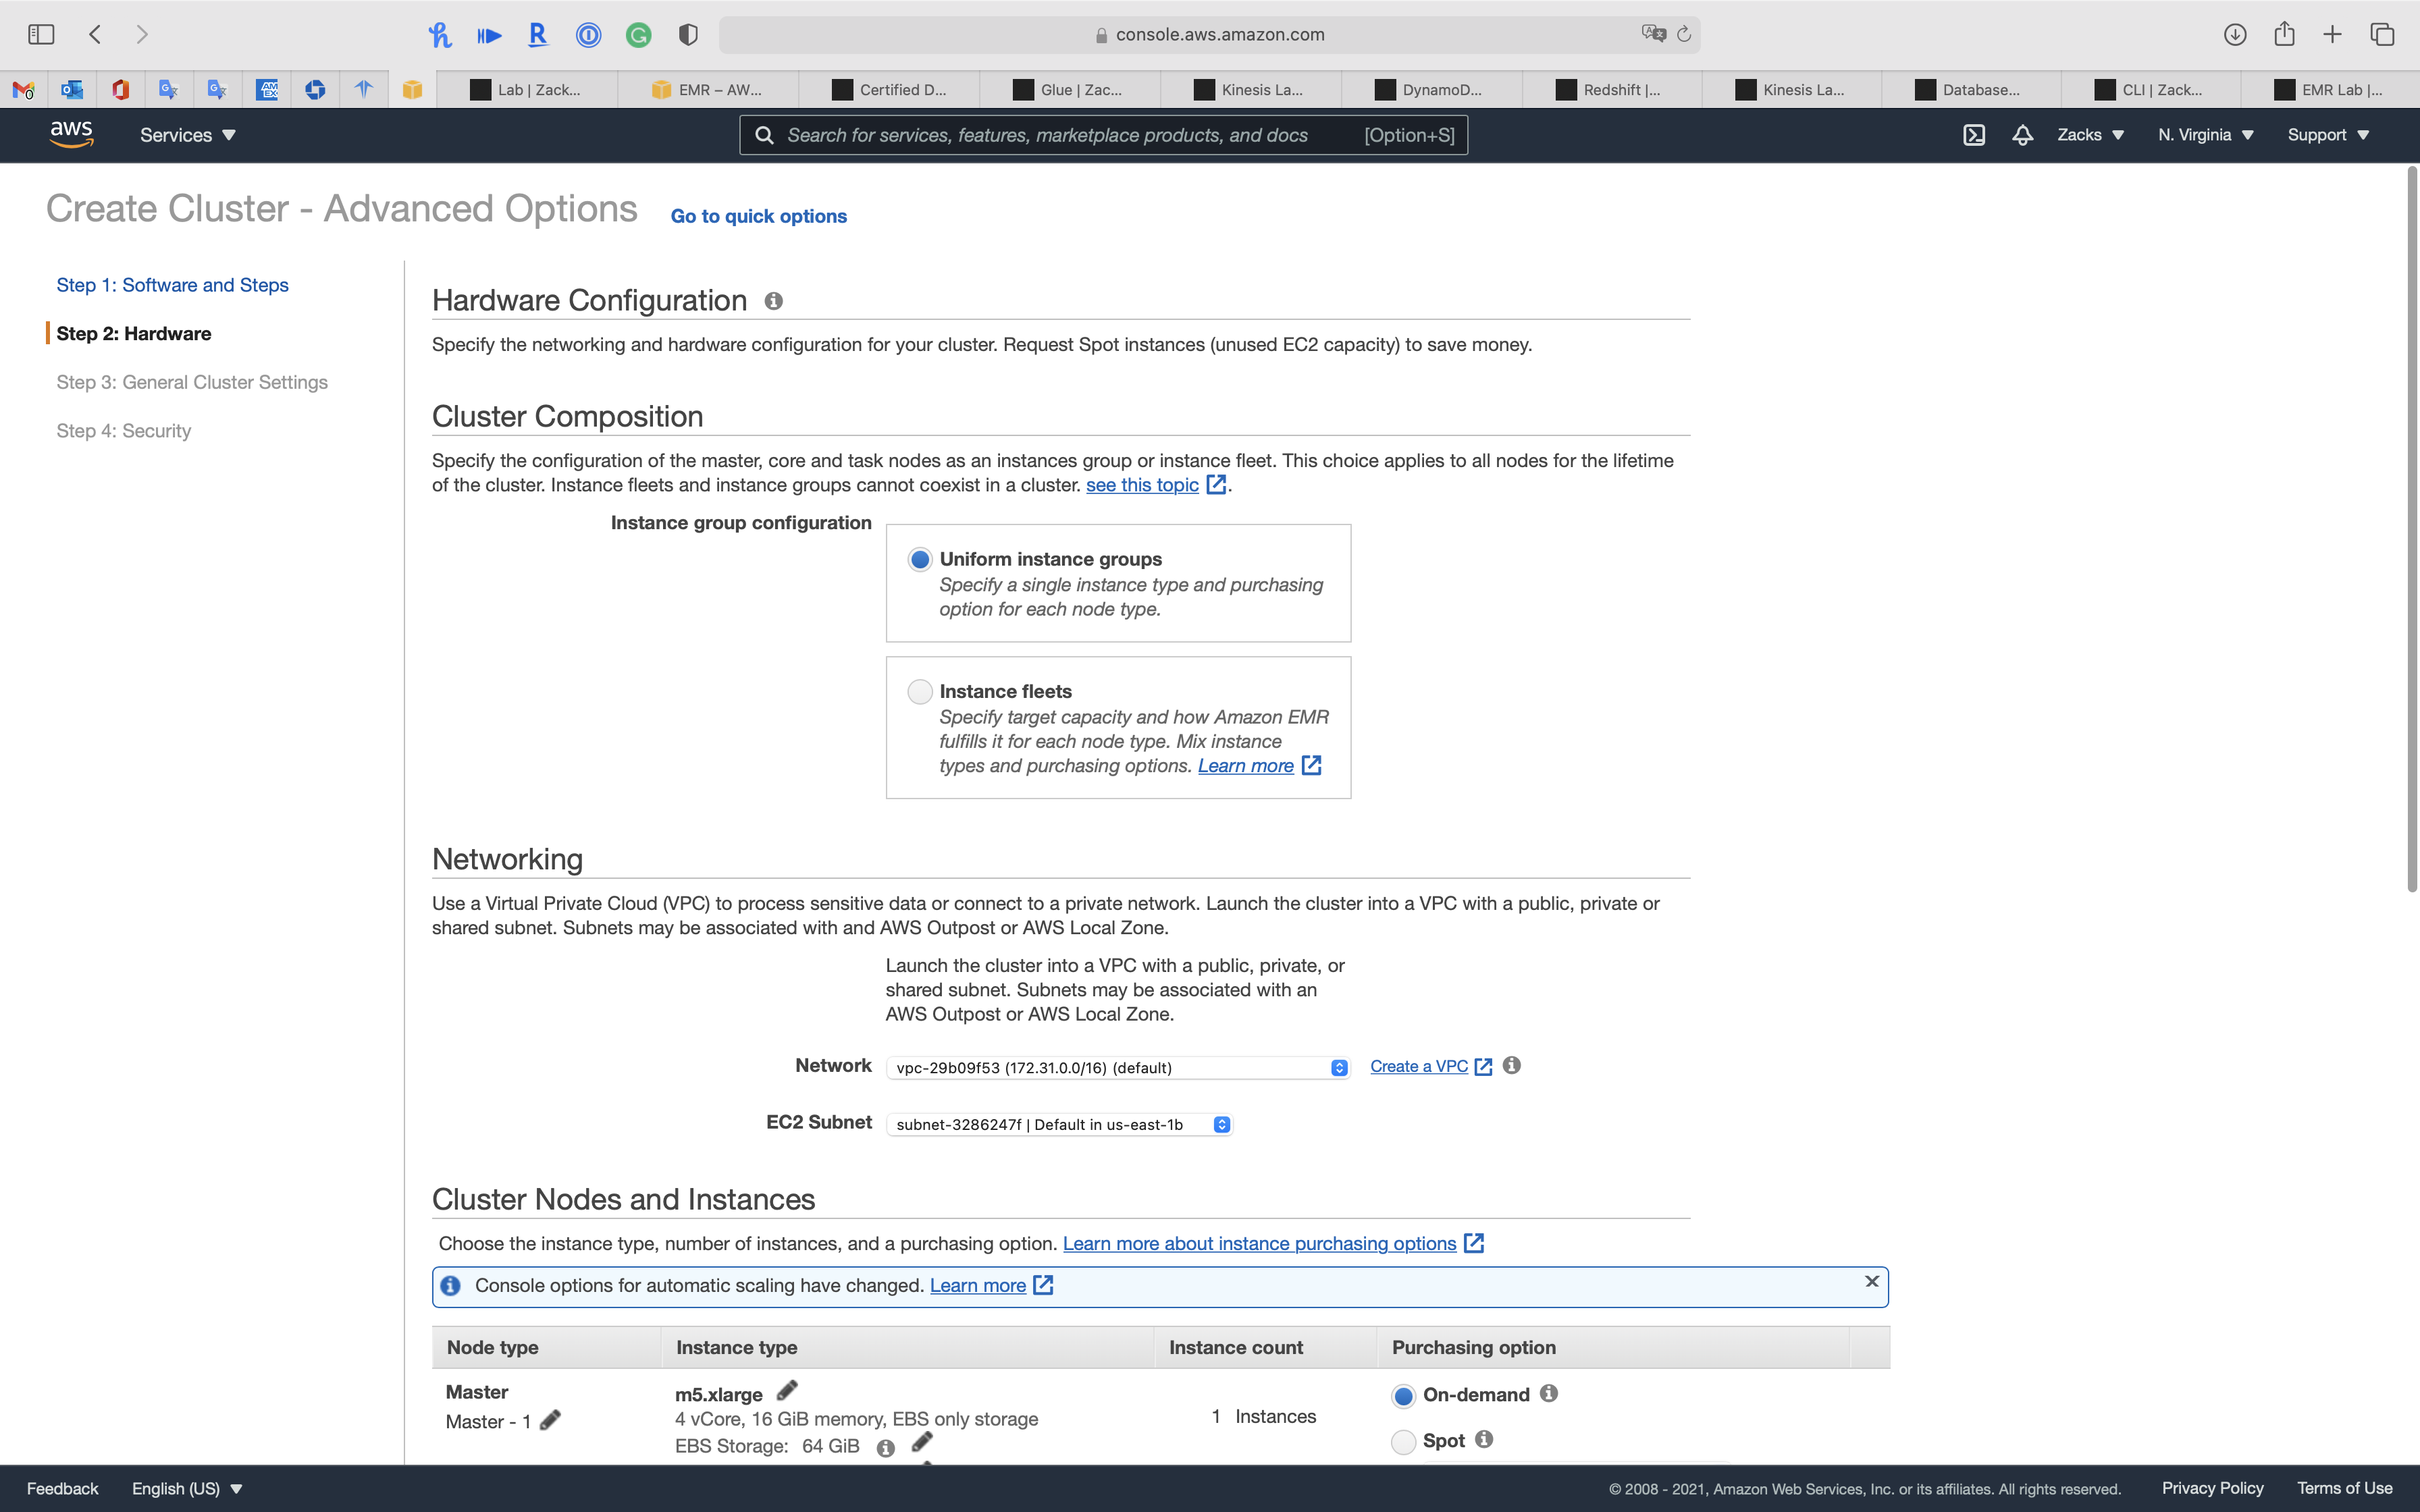 console.aws.amazon.com
Lab | Zack...
EMR – AW...
Certified D...
Glue | Zac...
Kinesis La...
DynamoD...
Redshift |...
Kinesis La...
Database...
CLI | Zack...
EMR Lab |...
aws
Services
Search for services, features, marketplace products, and docs [Option+S]
Zacks
N. Virginia
Support
Create Cluster - Advanced Options Go to quick options
Step 1: Software and Steps
Step 2: Hardware
Step 3: General Cluster Settings
Step 4: Security
Hardware Configuration
Specify the networking and hardware configuration for your cluster. Request Spot instances (unused EC2 capacity) to save money.
Cluster Composition
Specify the configuration of the master, core and task nodes as an instances group or instance fleet. This choice applies to all nodes for the lifetime
of the cluster. Instance fleets and instance groups cannot coexist in a cluster. see this topic .
Instance group configuration
Uniform instance groups
Specify a single instance type and purchasing
option for each node type.
Instance fleets
Specify target capacity and how Amazon EMR
fulfills it for each node type. Mix instance
types and purchasing options. Learn more
Networking
Use a Virtual Private Cloud (VPC) to process sensitive data or connect to a private network. Launch the cluster into a VPC with a public, private or
shared subnet. Subnets may be associated with and AWS Outpost or AWS Local Zone.
Launch the cluster into a VPC with a public, private, or
shared subnet. Subnets may be associated with an
AWS Outpost or AWS Local Zone.
Network vpc-29b09f53 (172.31.0.0/16) (default) Create a VPC
EC2 Subnet subnet-3286247f | Default in us-east-1b
Cluster Nodes and Instances
Choose the instance type, number of instances, and a purchasing option. Learn more about instance purchasing options
Console options for automatic scaling have changed. Learn more
Node type Instance type Instance count Purchasing option
Master
Master - 1
m5.xlarge
4 vCore, 16 GiB memory, EBS only storage
EBS Storage: 64 GiB
1 Instances
On-demand
Spot
Feedback English (US) © 2008 - 2021, Amazon Web Services, Inc. or its affiliates. All rights reserved. Privacy Policy Terms of Use